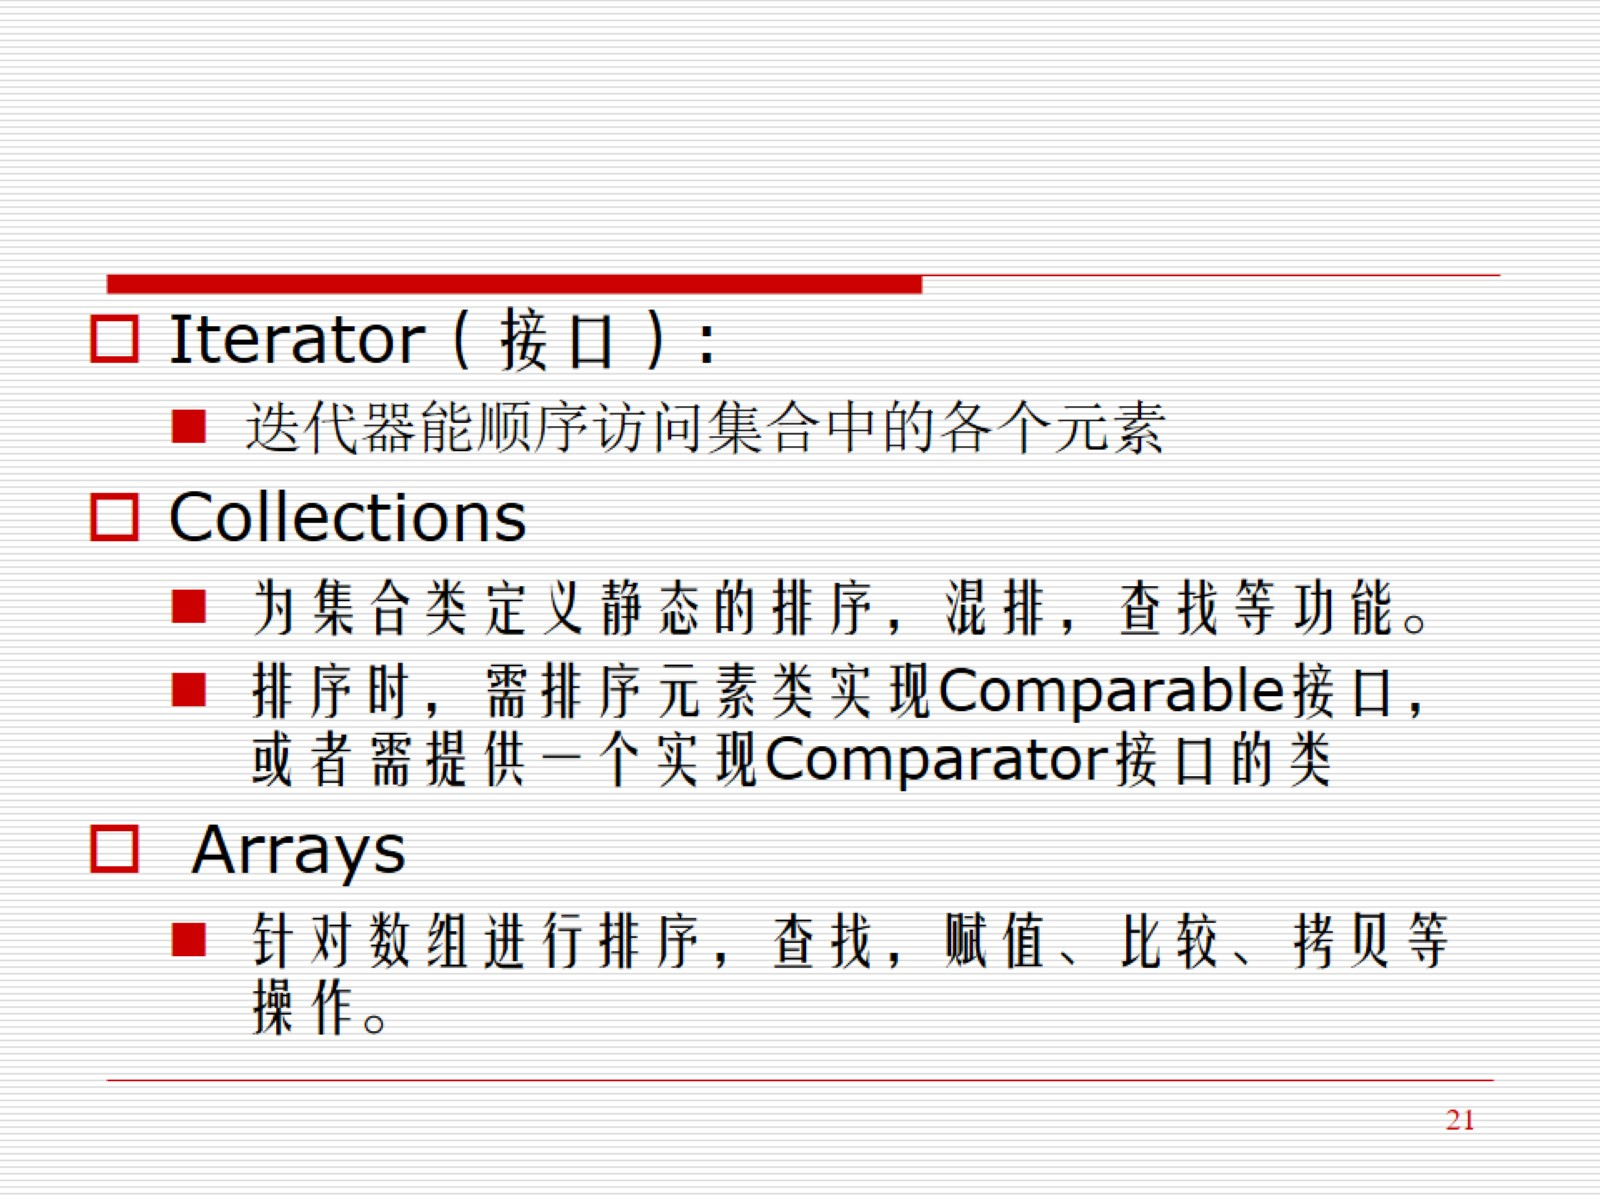 Iterator（接口）：
迭代器能顺序访问集合中的各个元素
Collections
为集合类定义静态的排序，混排，查找等功能。
排序时，需排序元素类实现Comparable接口，
或者需提供一个实现Comparator接口的类
Arrays
针对数组进行排序，查找，赋值、比较、拷贝等
操作。
21